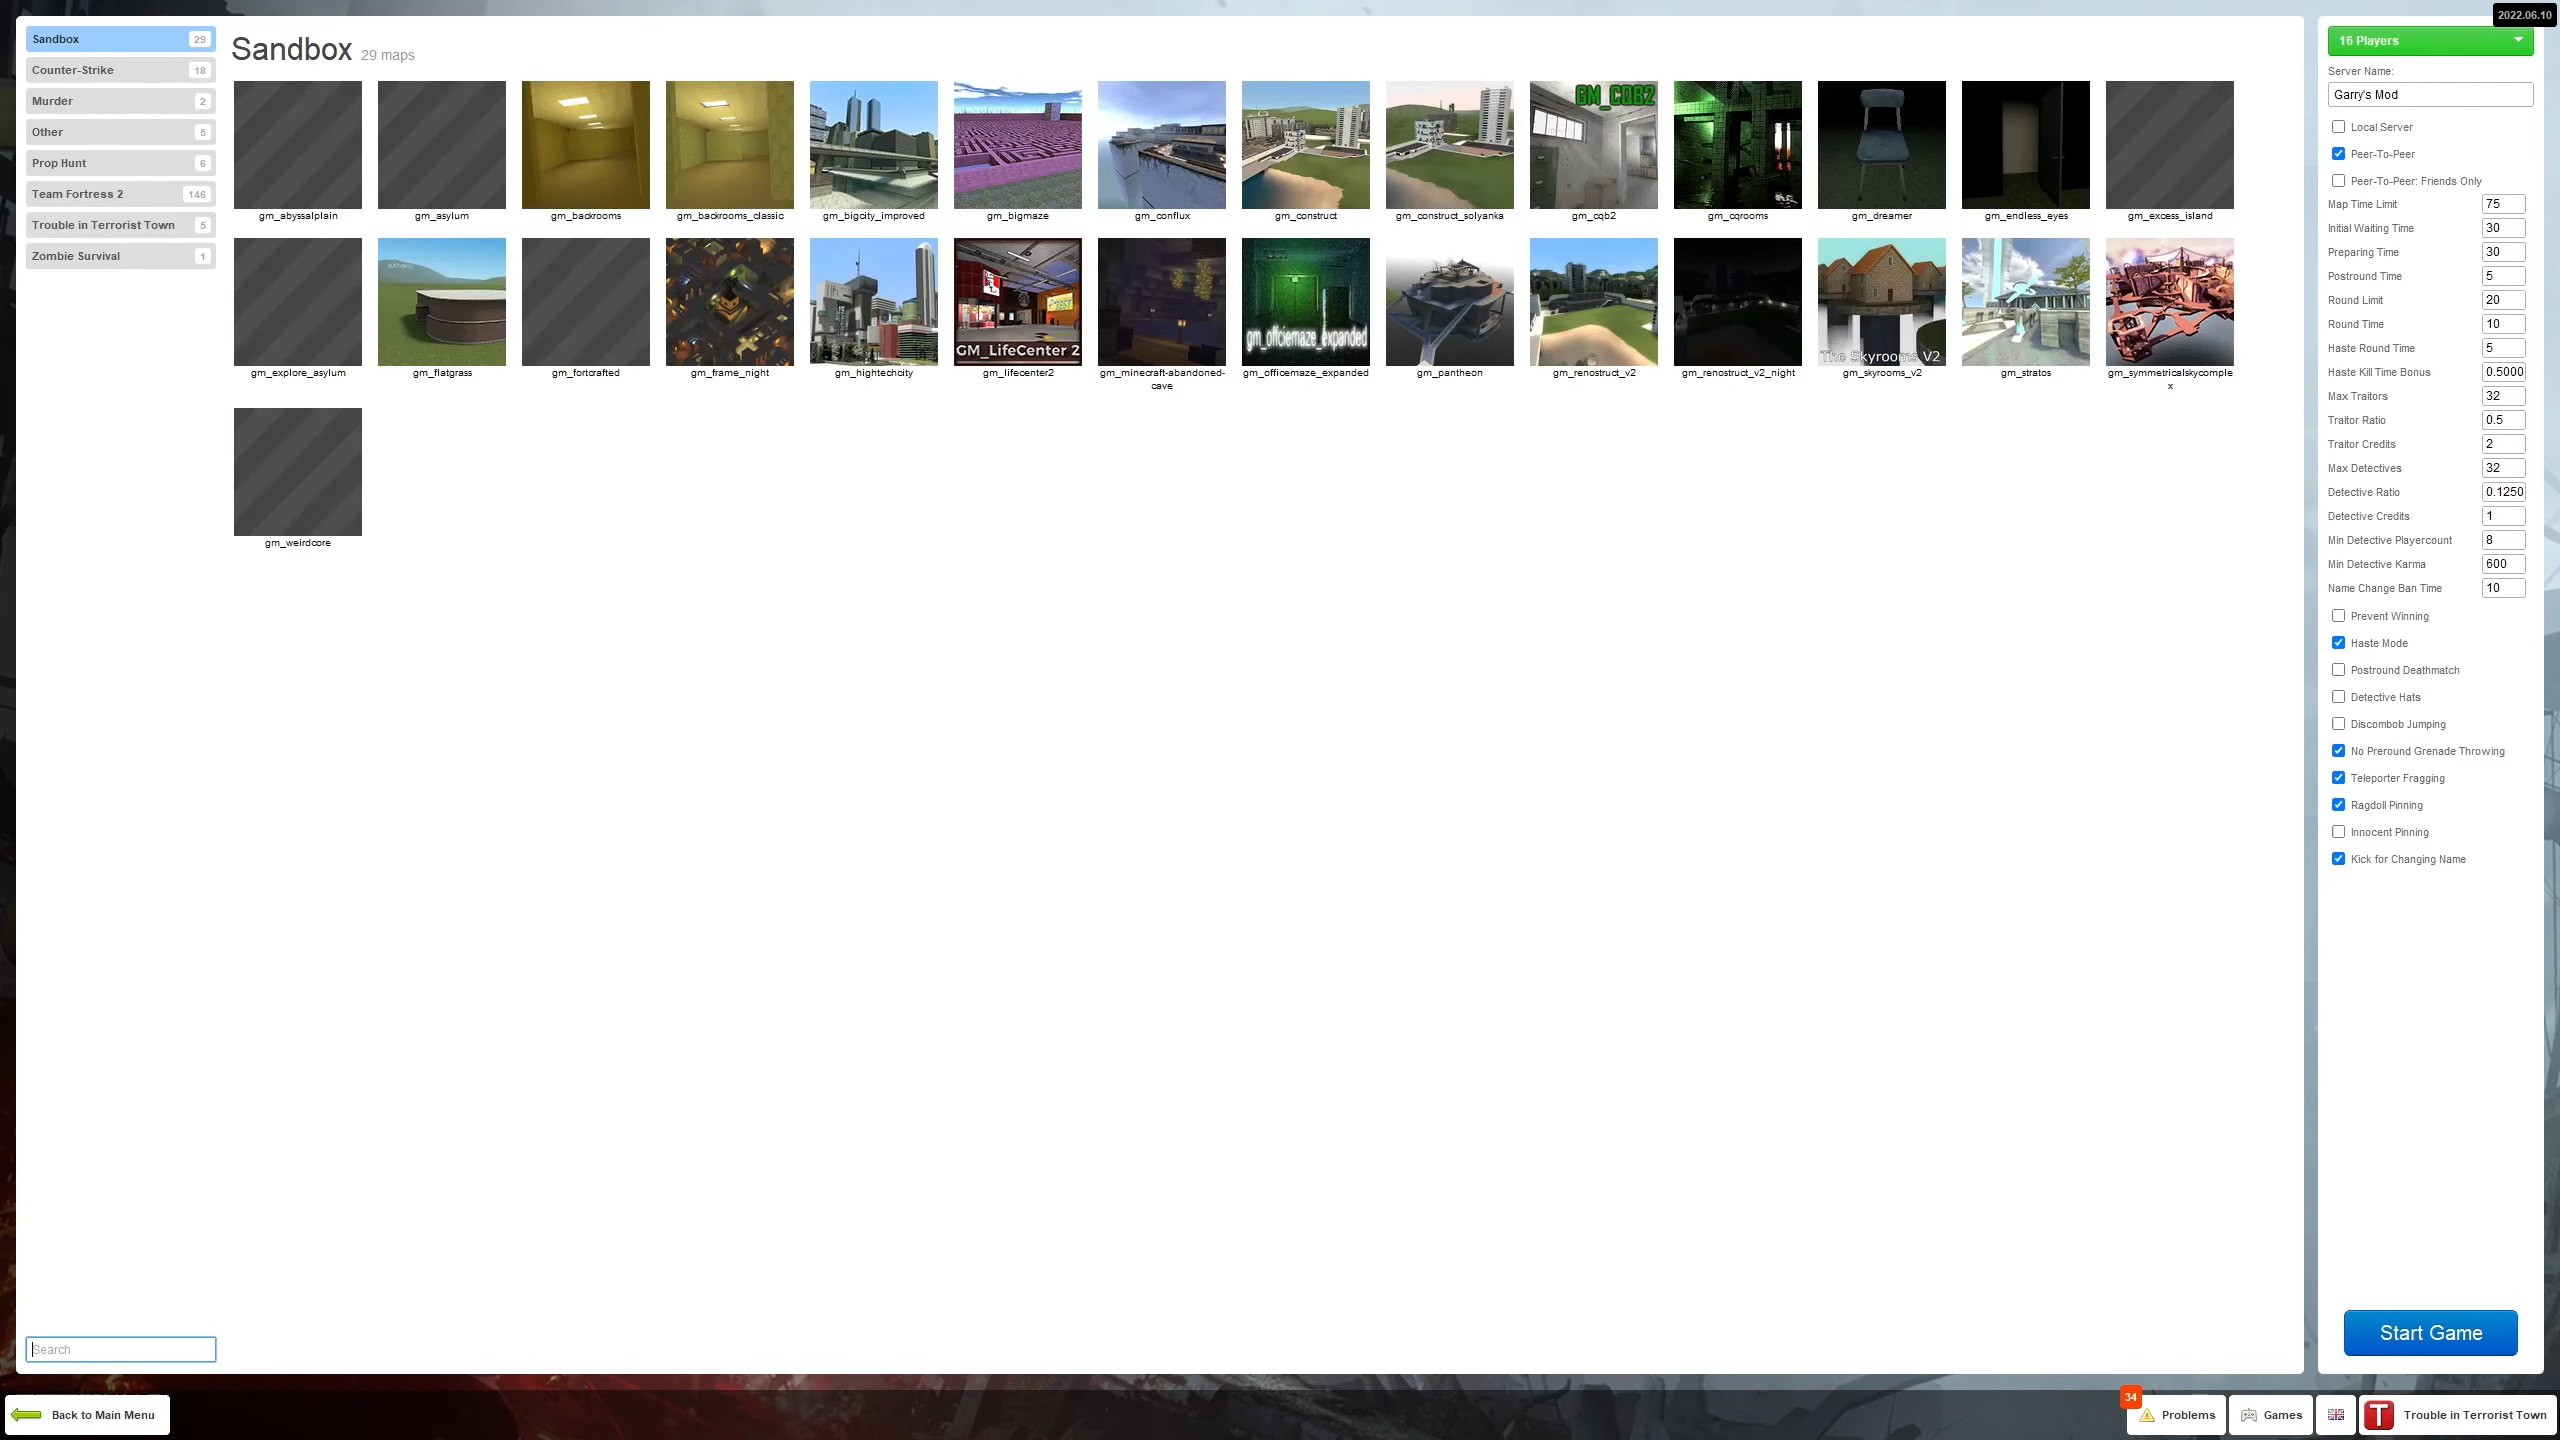 2022.06.10
Sandbox 29
Counter-Strike 18
Murder 2
Other 5
Prop Hunt 6
Team Fortress 2 146
Trouble in Terrorist Town 5
Zombie Survival 1
Search
Sandbox 29 maps
GM_CQB2
gm_abyssalplain
gm_asylum
gm_backrooms
gm_backrooms_classic
gm_bigcity_improved
gm_bigmaze
gm_conflux
gm_construct
gm_construct_solyanka
gm_cqb2
gm_cqrooms
gm_dreamer
gm_endless_eyes
gm_excess_island
GM_LifeCenter 2
gm_offciemaze_expanded
The Skyrooms V2
gm_explore_asylum
gm_flatgrass
gm_fortcrafted
gm_frame_night
gm_hightechcity
gm_lifecenter2
gm_minecraft-abandoned-
cave
gm_officemaze_expanded
gm_pantheon
gm_renostruct_v2
gm_renostruct_v2_night
gm_skyrooms_v2
gm_stratos
gm_symmetricalskycomple
x
gm_weirdcore
16 Players
Server Name:
Garry's Mod
Local Server
Peer-To-Peer
Peer-To-Peer: Friends Only
Map Time Limit 75
Initial Waiting Time 30
Preparing Time 30
Postround Time 5
Round Limit 20
Round Time 10
Haste Round Time 5
Haste Kill Time Bonus 0.5000
Max Traitors 32
Traitor Ratio 0.5
Traitor Credits 2
Max Detectives 32
Detective Ratio 0.1250
Detective Credits 1
Min Detective Playercount 8
Min Detective Karma 600
Name Change Ban Time 10
Prevent Winning
Haste Mode
Postround Deathmatch
Detective Hats
Discombob Jumping
No Preround Grenade Throwing
Teleporter Fragging
Ragdoll Pinning
Innocent Pinning
Kick for Changing Name
Start Game
Back to Main Menu
34
Problems
Games
T
Trouble in Terrorist Town